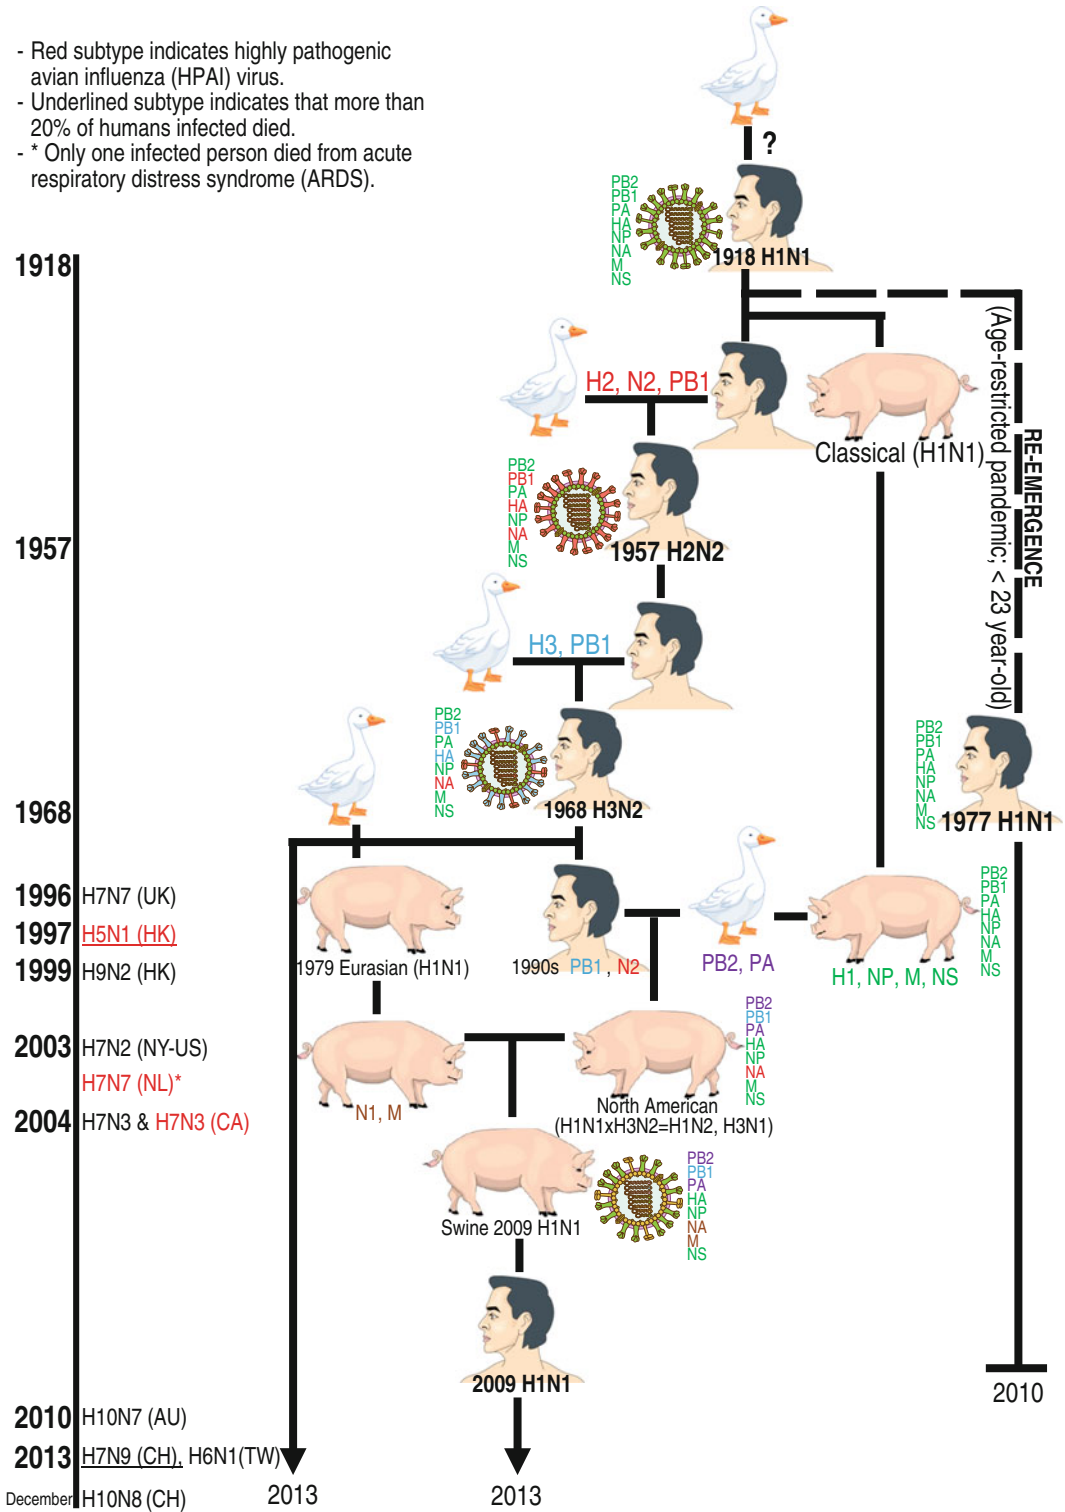 - Red subtype indicates highly pathogenic
avian influenza (HPAI) virus.
- Underlined subtype indicates that more than
20% of humans infected died.
- * Only one infected person died from acute
respiratory distress syndrome (ARDS).
?
PB2
PB1
PA
HA
NP
NA
M
NS
1918 H1N1
1918
(Age-restricted pandemic; < 23 year-old)
RE-EMERGENCE
H2, N2, PB1
Classical (H1N1)
PB2
PB1
PA
HA
NP
NA
M
NS
1957 H2N2
1957
H3, PB1
PB2
PB1
PA
HA
NP
NA
M
NS
1968 H3N2
1968
PB2
PB1
PA
HA
NP
NA
M
NS
1977 H1N1
1996 H7N7 (UK)
1997 H5N1 (HK)
1999 H9N2 (HK)
1979 Eurasian (H1N1)
1990s PB1 , N2
PB2, PA
H1, NP, M, NS
PB2
PB1
PA
HA
NP
NA
M
NS
2003 H7N2 (NY-US)
H7N7 (NL)*
2004 H7N3 & H7N3 (CA)
N1, M
PB2
PB1
PA
HA
NP
NA
M
NS
North American
(H1N1xH3N2=H1N2, H3N1)
PB2
PB1
PA
HA
NP
NA
M
NS
Swine 2009 H1N1
2009 H1N1
2010
2010 H10N7 (AU)
2013 H7N9 (CH), H6N1(TW)
December H10N8 (CH)
2013
2013